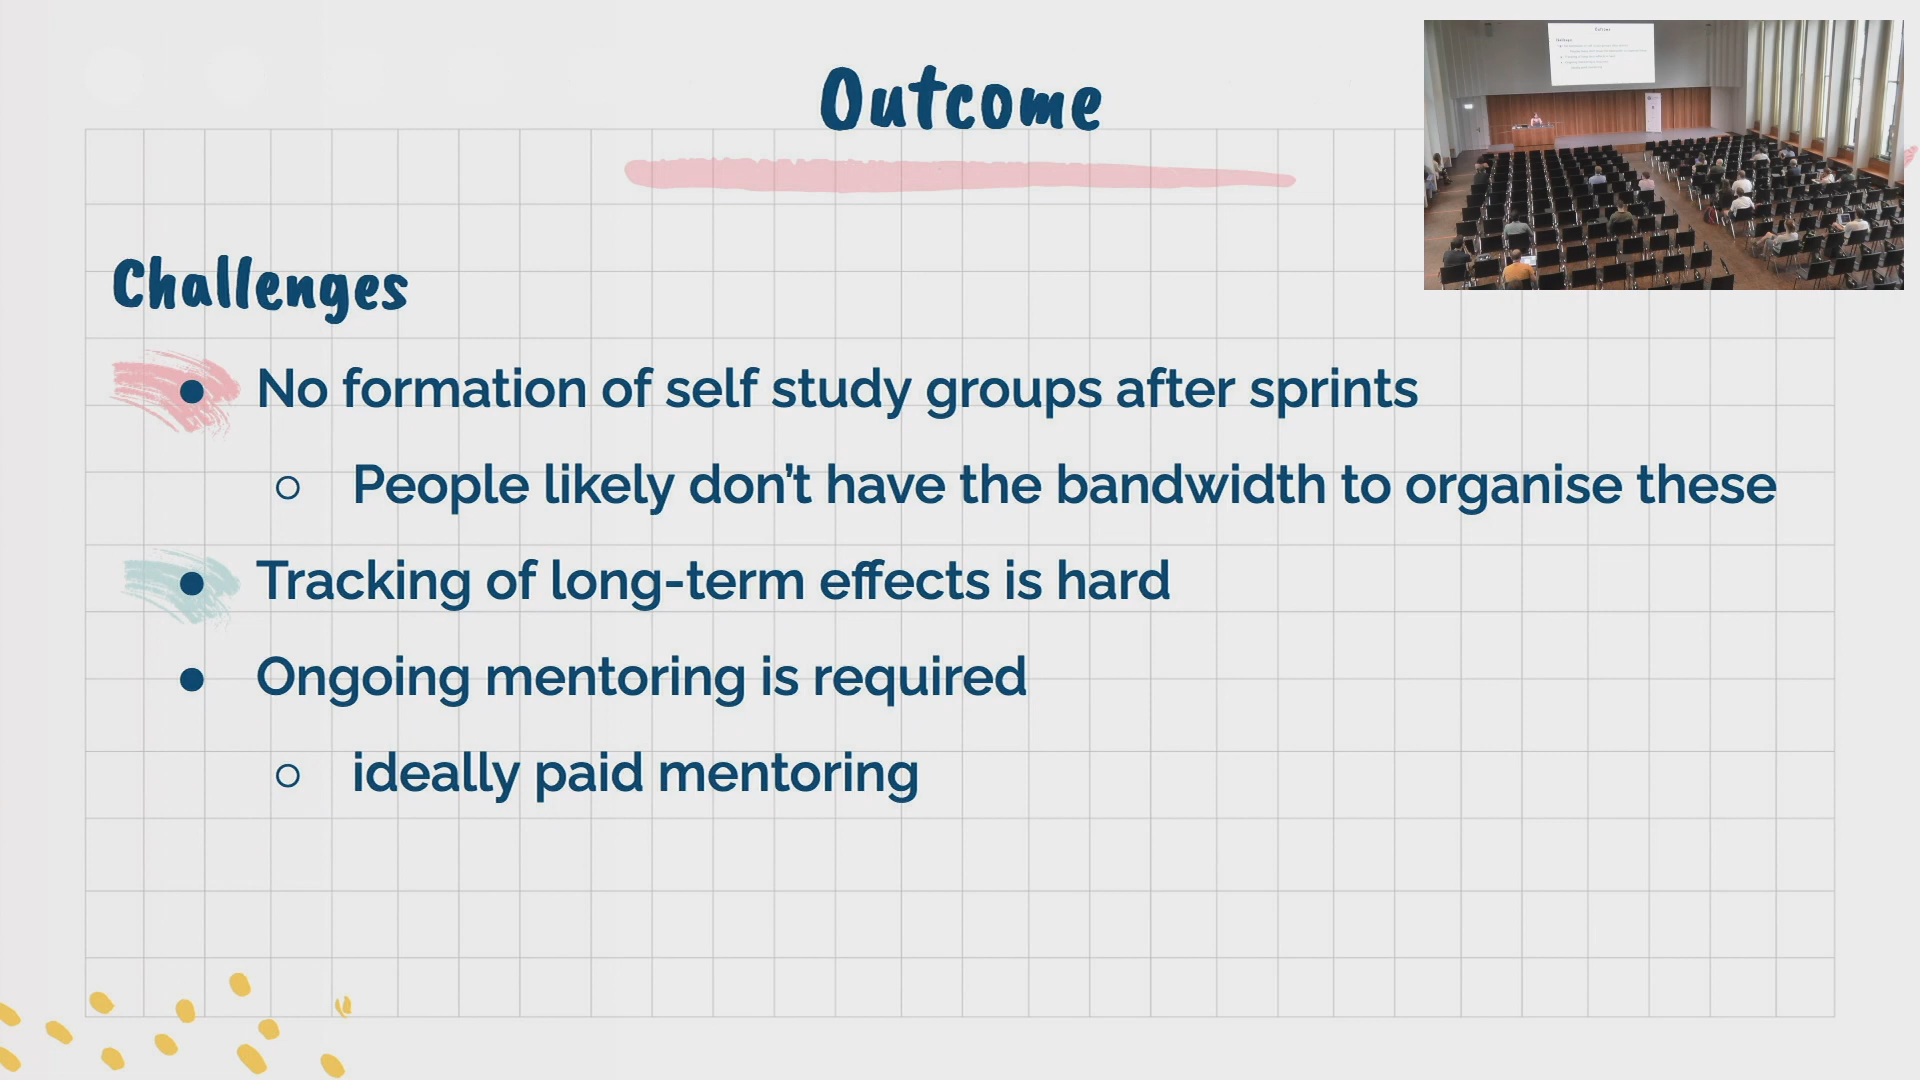 Outcome
Challenges
● No formation of self study groups after sprints
○ People likely don't have the bandwidth to organise these
● Tracking of long-term effects is hard
● Ongoing mentoring is required
○ ideally paid mentoring
Outcome